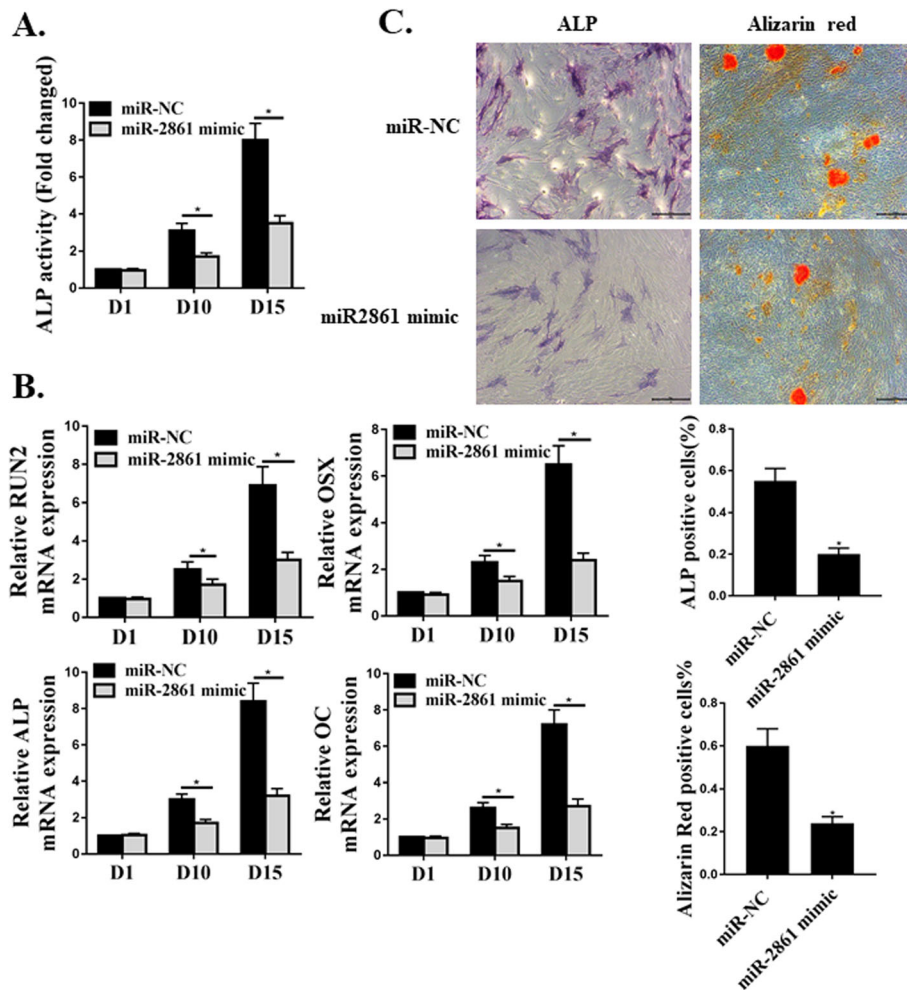 A.
ALP activity (Fold changed)
10
8
6
4
2
0
miR-NC
miR-2861 mimic
*
*
D1 D10 D15
C.
ALP Alizarin red
miR-NC
miR2861 mimic
B.
Relative RUN2
mRNA expression
10
8
6
4
2
0
miR-NC
miR-2861 mimic
*
*
D1 D10 D15
Relative OSX
mRNA expression
8
6
4
2
0
miR-NC
miR-2861 mimic
*
*
D1 D10 D15
ALP positive cells(%)
0.8
0.6
0.4
0.2
0.0
*
miR-NC
miR-2861 mimic
Relative ALP
mRNA expression
10
8
6
4
2
0
miR-NC
miR-2861 mimic
*
*
D1 D10 D15
Relative OC
mRNA expression
10
8
6
4
2
0
miR-NC
miR-2861 mimic
*
*
D1 D10 D15
Alizarin Red positive cells%
0.8
0.6
0.4
0.2
0.0
*
miR-NC
miR-2861 mimic